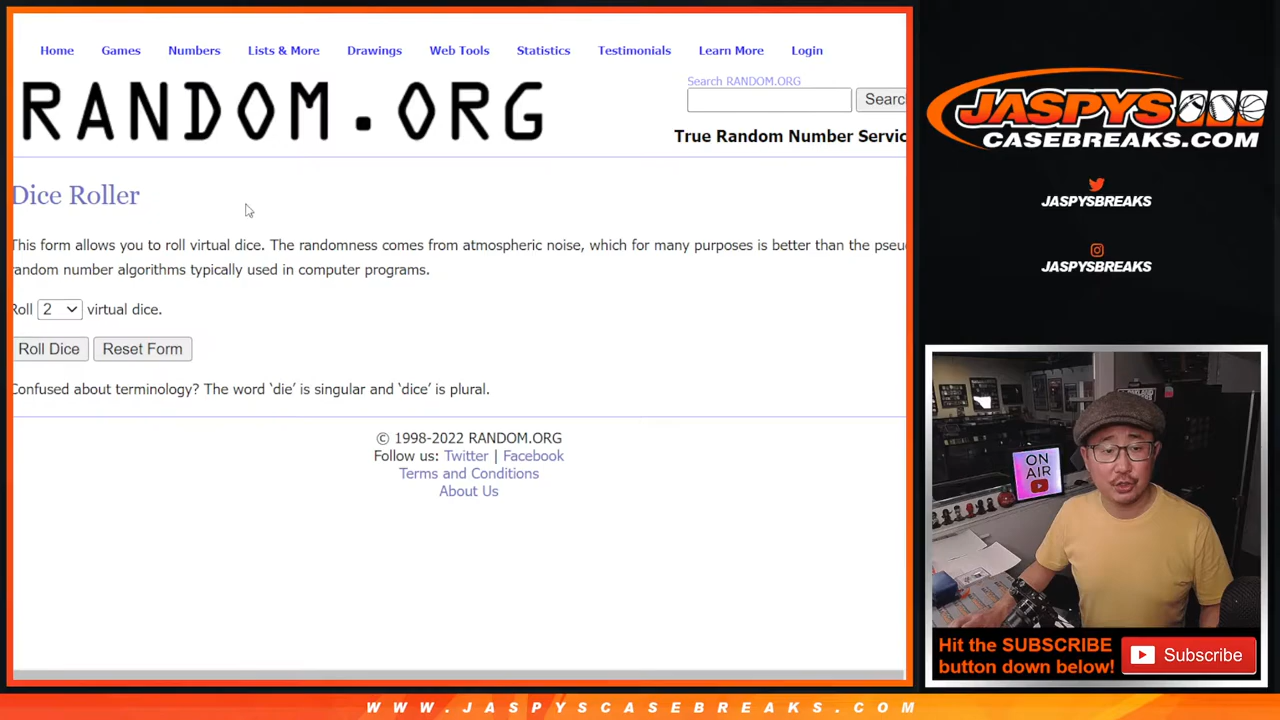 Home Games Numbers Lists & More Drawings Web Tools Statistics Testimonials Learn More Login
RANDOM.ORG
Search RANDOM.ORG
Searc
True Random Number Servic
Dice Roller
This form allows you to roll virtual dice. The randomness comes from atmospheric noise, which for many purposes is better than the pseu
random number algorithms typically used in computer programs.
Roll 2 virtual dice.
Roll Dice Reset Form
Confused about terminology? The word ‘die’ is singular and ‘dice’ is plural.
© 1998-2022 RANDOM.ORG
Follow us: Twitter | Facebook
Terms and Conditions
About Us
JASPYS
CASEBREAKS.COM
JASPYSBREAKS
JASPYSBREAKS
ON
AIR
Hit the SUBSCRIBE
button down below!
Subscribe
WWW.JASPYSCASEBREAKS.COM